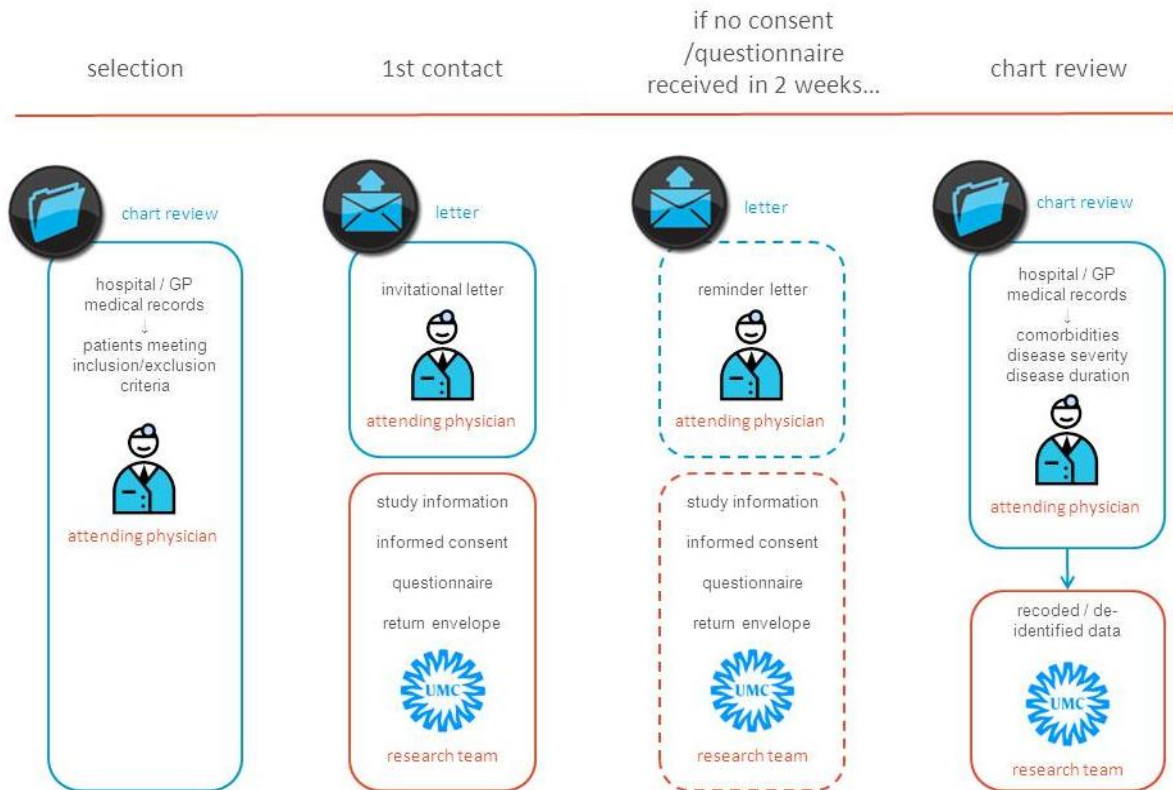 selection
1st contact
if no consent
/questionnaire
received in 2 weeks...
chart review
chart review
hospital / GP
medical records
↓
patients meeting
inclusion/exclusion
criteria
attending physician
letter
invitational letter
attending physician
study information
informed consent
questionnaire
return envelope
UMC
research team
letter
reminder letter
attending physician
study information
informed consent
questionnaire
return envelope
UMC
research team
chart review
hospital / GP
medical records
↓
comorbidities
disease severity
disease duration
attending physician
recoded / de-
identified data
UMC
research team